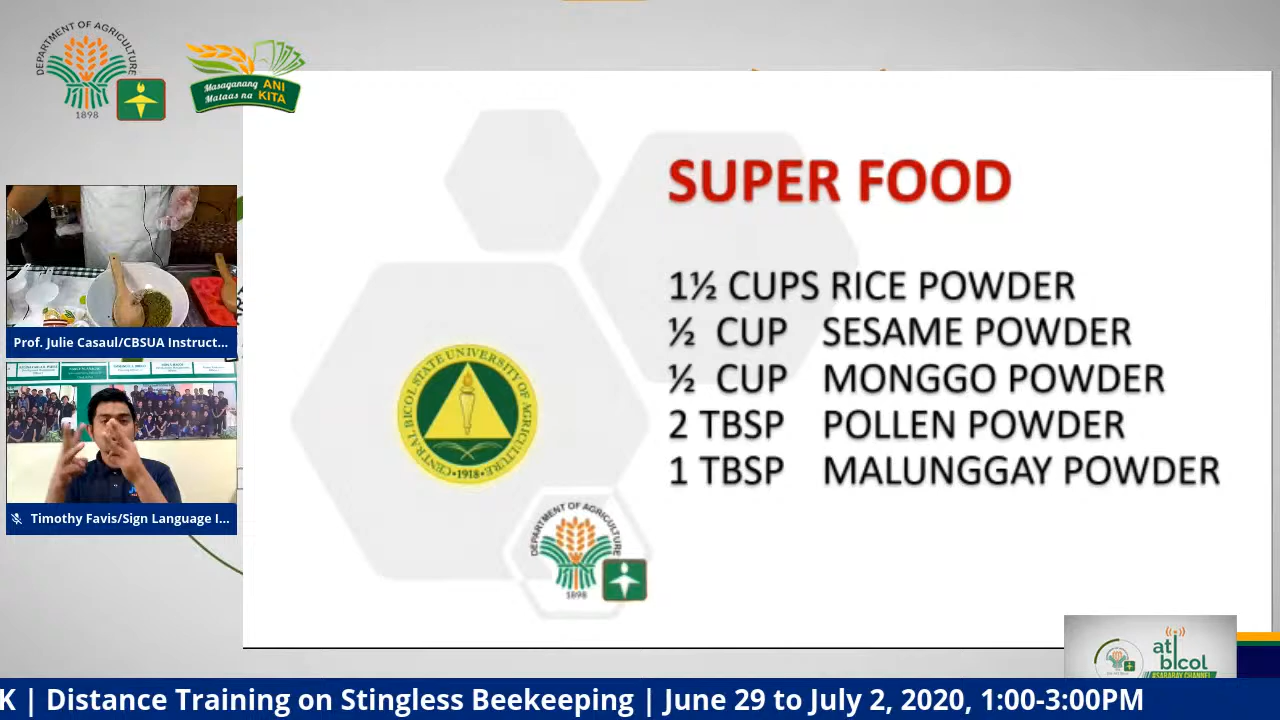 DEPARTMENT OF AGRICULTURE
1898
Masaganang ANI
Mataas na KITA
SUPER FOOD
1½ CUPS RICE POWDER
½ CUP SESAME POWDER
½ CUP MONGGO POWDER
2 TBSP POLLEN POWDER
1 TBSP MALUNGGAY POWDER
CENTRAL BICOL STATE UNIVERSITY OF AGRICULTURE
•1918•
DEPARTMENT OF AGRICULTURE
1898
Prof. Julie Casaul/CBSUA Instruct...
Timothy Favis/Sign Language I...
ati
bicol
K | Distance Training on Stingless Beekeeping | June 29 to July 2, 2020, 1:00-3:00PM